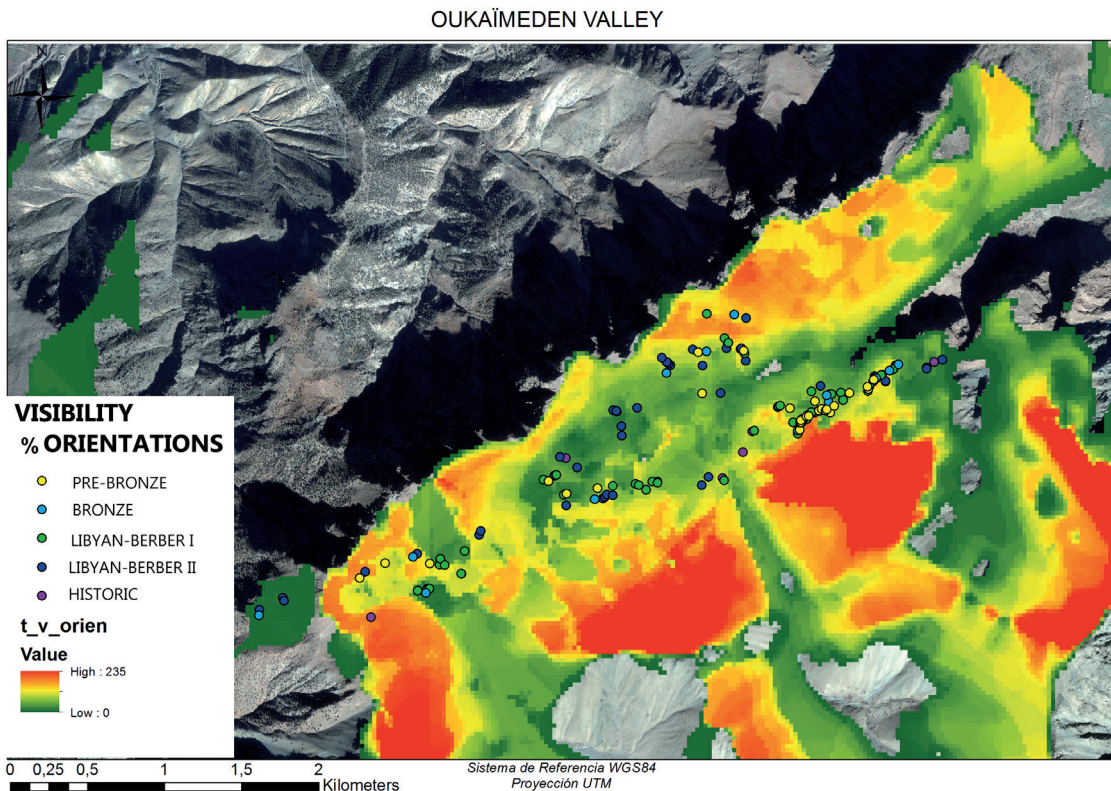 OUKAÏMEDEN VALLEY
N
VISIBILITY
% ORIENTATIONS
PRE-BRONZE
BRONZE
LIBYAN-BERBER I
LIBYAN-BERBER II
HISTORIC
t_v_orien
Value
High : 235
Low : 0
0 0,25 0,5 1 1,5 2
Kilometers
Sistema de Referencia WGS84
Proyección UTM